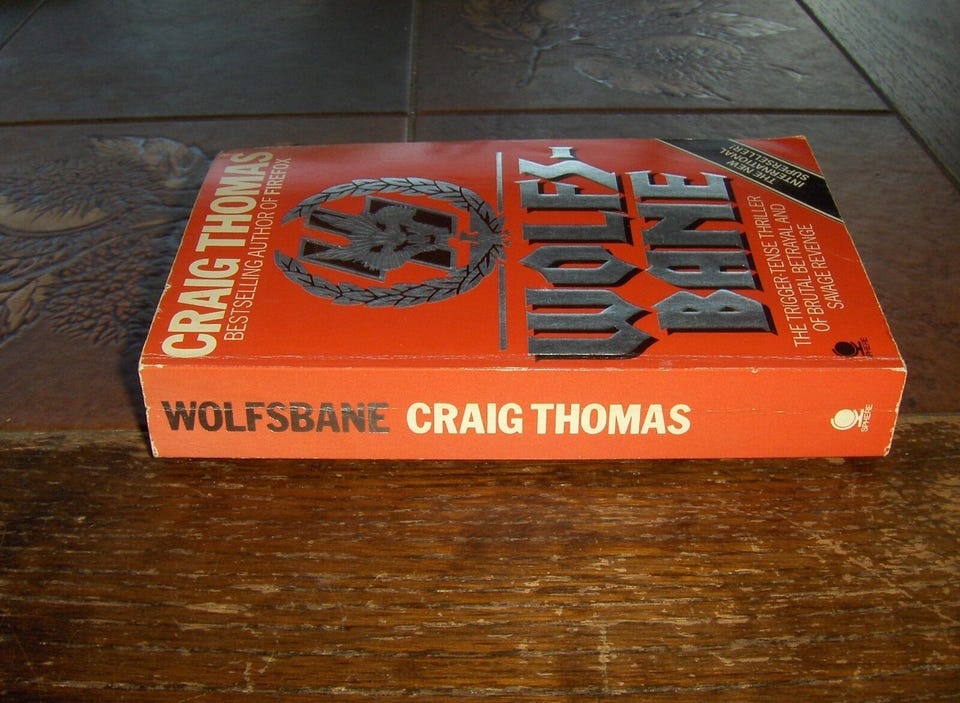 CRAIG THOMAS
BESTSELLING AUTHOR OF FIREFOX
WOLFS-
BANE
THE NEW
INTERNATIONAL
SUPERSELLER!
THE TRIGGER-TENSE THRILLER
OF BRUTAL BETRAYAL AND
SAVAGE REVENGE
SPHERE
WOLFSBANE CRAIG THOMAS
SPHERE